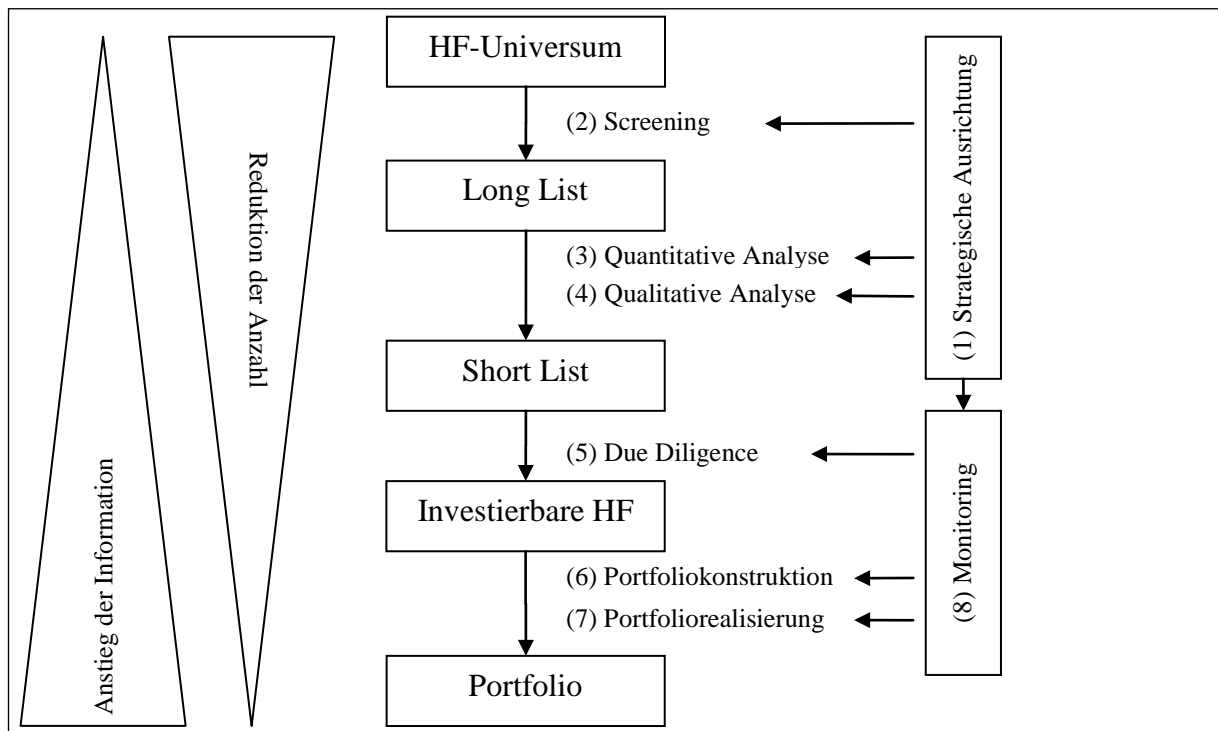 HF-Universum
(2) Screening
Long List
(3) Quantitative Analyse
(4) Qualitative Analyse
Short List
(5) Due Diligence
Investierbare HF
(6) Portfoliokonstruktion
(7) Portfoliorealisierung
Portfolio
Anstieg der Information
Reduktion der Anzahl
(1) Strategische Ausrichtung
(8) Monitoring